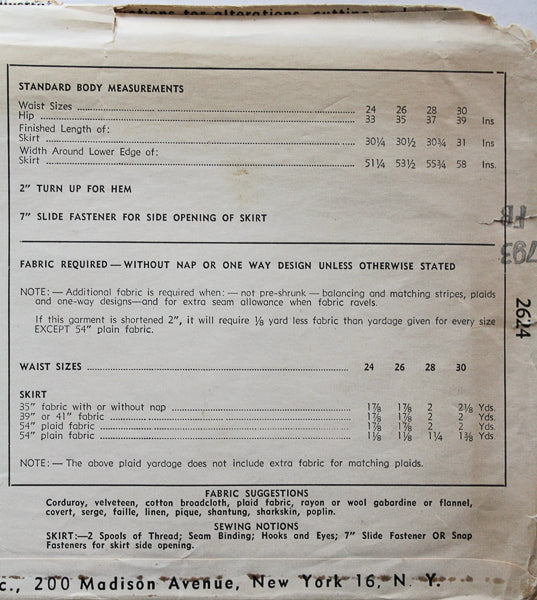 for alterations, cutting
STANDARD BODY MEASUREMENTS
Waist Sizes 24 26 28 30
Hip 33 35 37 39 Ins
Finished Length of:
Skirt 30¼ 30½ 30¾ 31 Ins.
Width Around Lower Edge of:
Skirt 51¼ 53½ 55¾ 58 Ins.
2" TURN UP FOR HEM
7" SLIDE FASTENER FOR SIDE OPENING OF SKIRT
FABRIC REQUIRED — WITHOUT NAP OR ONE WAY DESIGN UNLESS OTHERWISE STATED
NOTE: — Additional fabric is required when: — not pre-shrunk — balancing and matching stripes, plaids
and one-way designs—and for extra seam allowance when fabric ravels.
If this garment is shortened 2", it will require ⅛ yard less fabric than yardage given for every size
EXCEPT 54" plain fabric.
WAIST SIZES 24 26 28 30
SKIRT
35" fabric with or without nap 1⅞ 1⅞ 2 2⅛ Yds.
39" or 41" fabric 1⅞ 1⅞ 2 2 Yds.
54" plaid fabric 1⅞ 1⅞ 2 2 Yds.
54" plain fabric 1⅛ 1⅛ 1¼ 1⅜ Yds.
NOTE: — The above plaid yardage does not include extra fabric for matching plaids.
FABRIC SUGGESTIONS
Corduroy, velveteen, cotton broadcloth, plaid fabric, rayon or wool gabardine or flannel,
covert, serge, faille, linen, pique, shantung, sharkskin, poplin.
SEWING NOTIONS
SKIRT:—2 Spools of Thread; Seam Binding; Hooks and Eyes; 7" Slide Fastener OR Snap
Fasteners for skirt side opening.
c., 200 Madison Avenue, New York 16, N. Y.
2624
FB
793